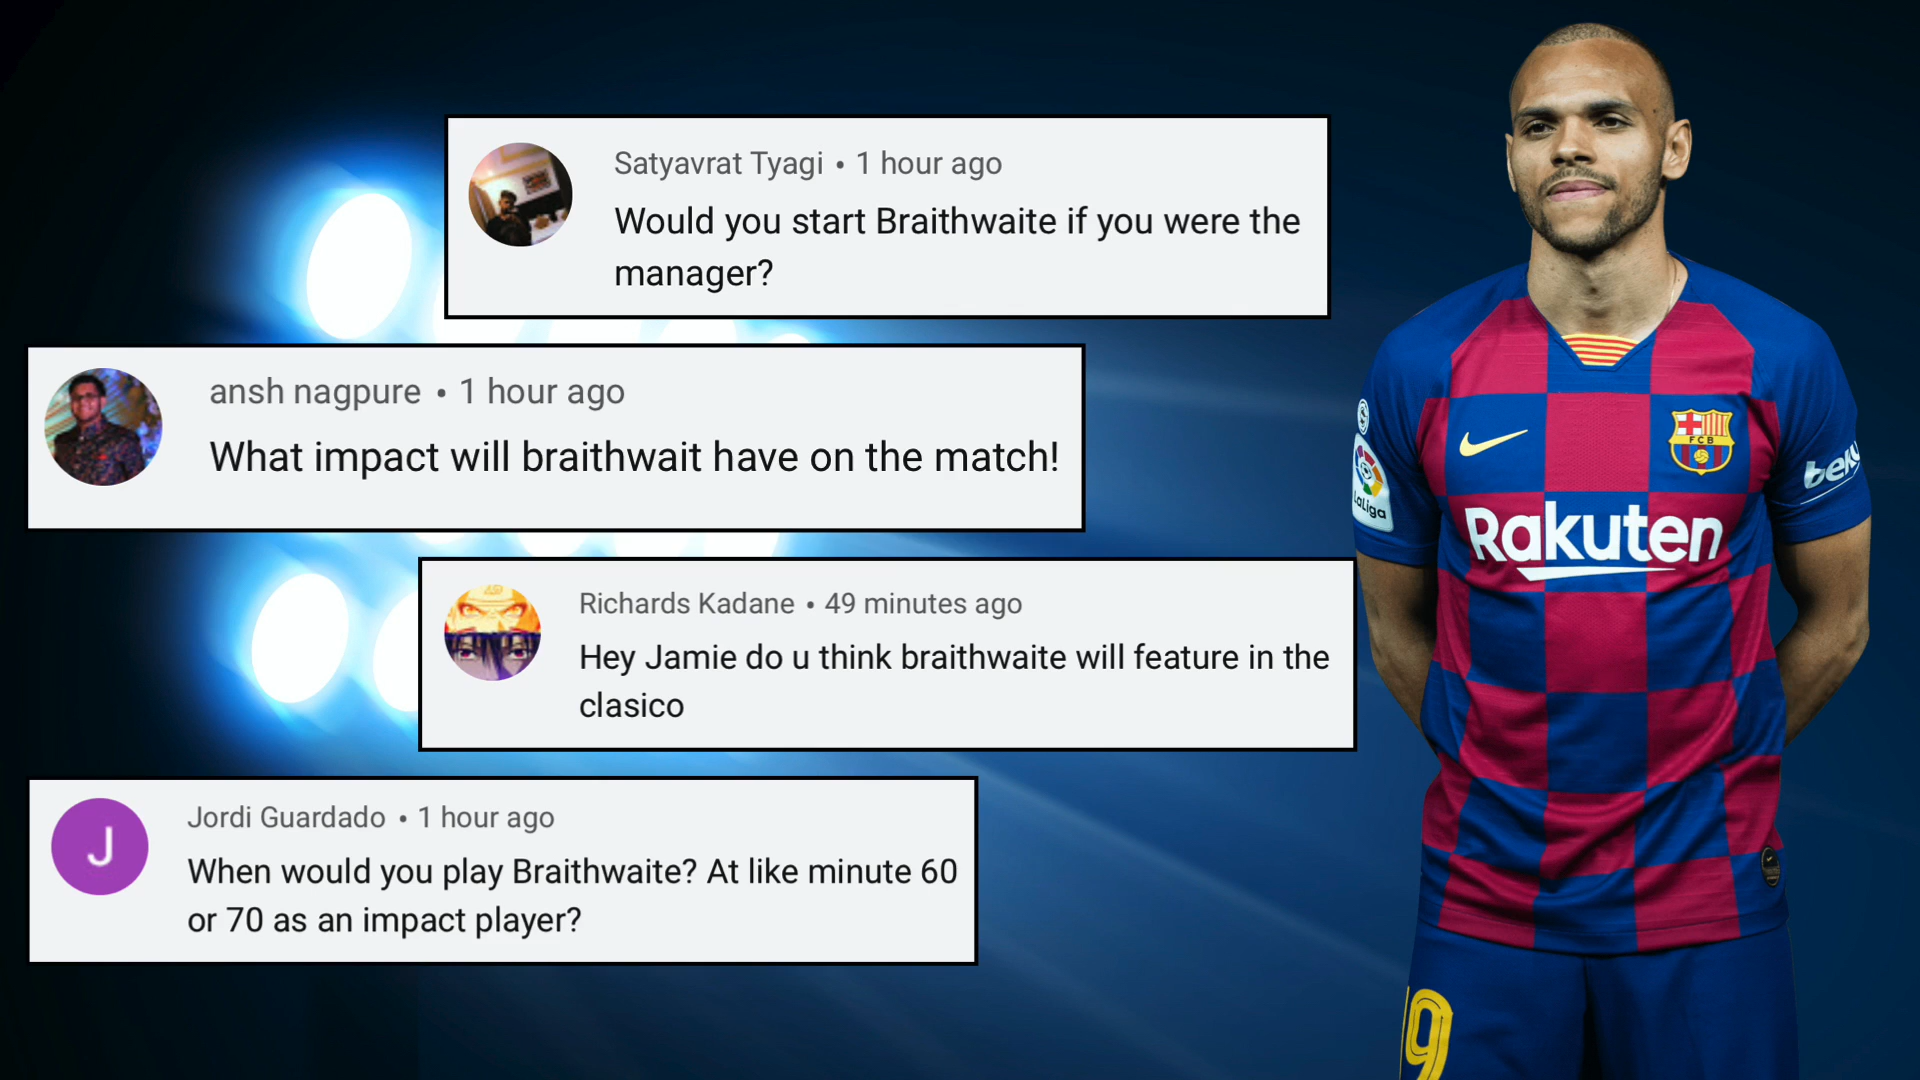 Satyavrat Tyagi • 1 hour ago
Would you start Braithwaite if you were the
manager?
ansh nagpure • 1 hour ago
What impact will braithwait have on the match!
Richards Kadane • 49 minutes ago
Hey Jamie do u think braithwaite will feature in the
clasico
J
Jordi Guardado • 1 hour ago
When would you play Braithwaite? At like minute 60
or 70 as an impact player?
FCB
beko
LaLiga
Rakuten
19